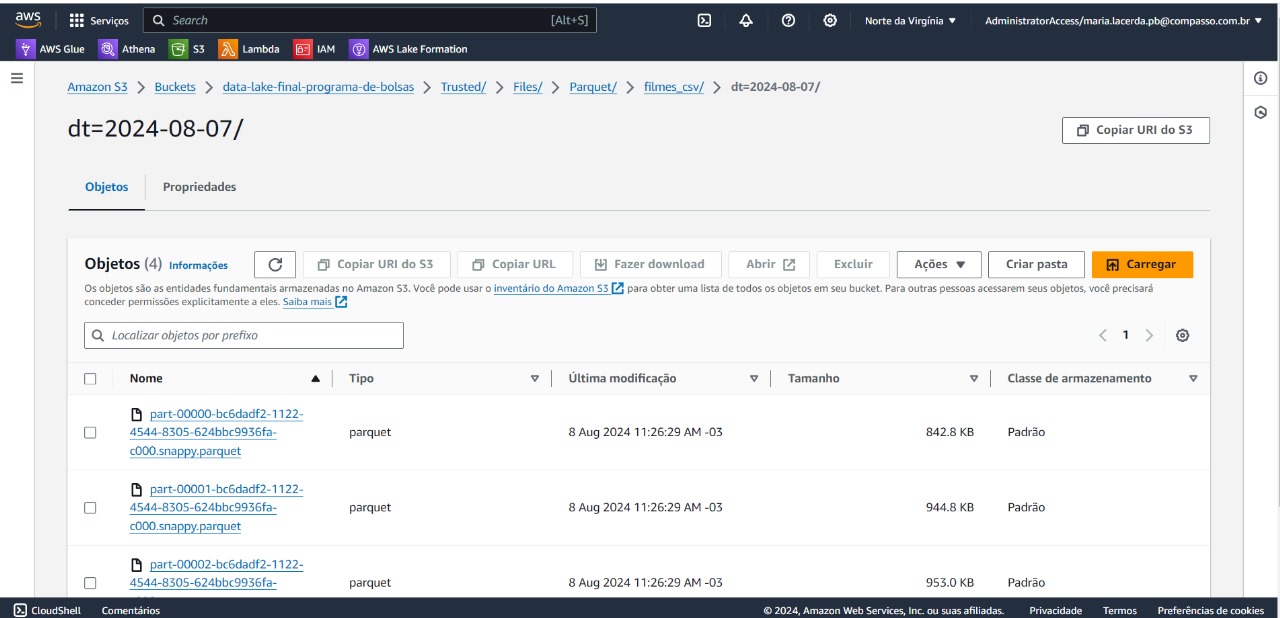 aws Serviços Search [Alt+S] Norte da Virgínia AdministratorAccess/maria.lacerda.pb@compasso.com.br
AWS Glue Athena S3 Lambda IAM AWS Lake Formation
Amazon S3 Buckets data-lake-final-programa-de-bolsas Trusted/ Files/ Parquet/ filmes_csv/ dt=2024-08-07/
dt=2024-08-07/
Copiar URI do S3
Objetos Propriedades
Objetos (4) Informações Copiar URI do S3 Copiar URL Fazer download Abrir Excluir Ações Criar pasta Carregar
Os objetos são as entidades fundamentais armazenadas no Amazon S3. Você pode usar o inventário do Amazon S3 para obter uma lista de todos os objetos em seu bucket. Para outras pessoas acessarem seus objetos, você precisará
conceder permissões explicitamente a eles. Saiba mais
Localizar objetos por prefixo 1
Nome Tipo Última modificação Tamanho Classe de armazenamento
part-00000-bc6dadf2-1122-
4544-8305-624bbc9936fa- parquet 8 Aug 2024 11:26:29 AM -03 842.8 KB Padrão
c000.snappy.parquet
part-00001-bc6dadf2-1122-
4544-8305-624bbc9936fa- parquet 8 Aug 2024 11:26:29 AM -03 944.8 KB Padrão
c000.snappy.parquet
part-00002-bc6dadf2-1122-
4544-8305-624bbc9936fa- parquet 8 Aug 2024 11:26:29 AM -03 953.0 KB Padrão
CloudShell Comentários © 2024, Amazon Web Services, Inc. ou suas afiliadas. Privacidade Termos Preferências de cookies